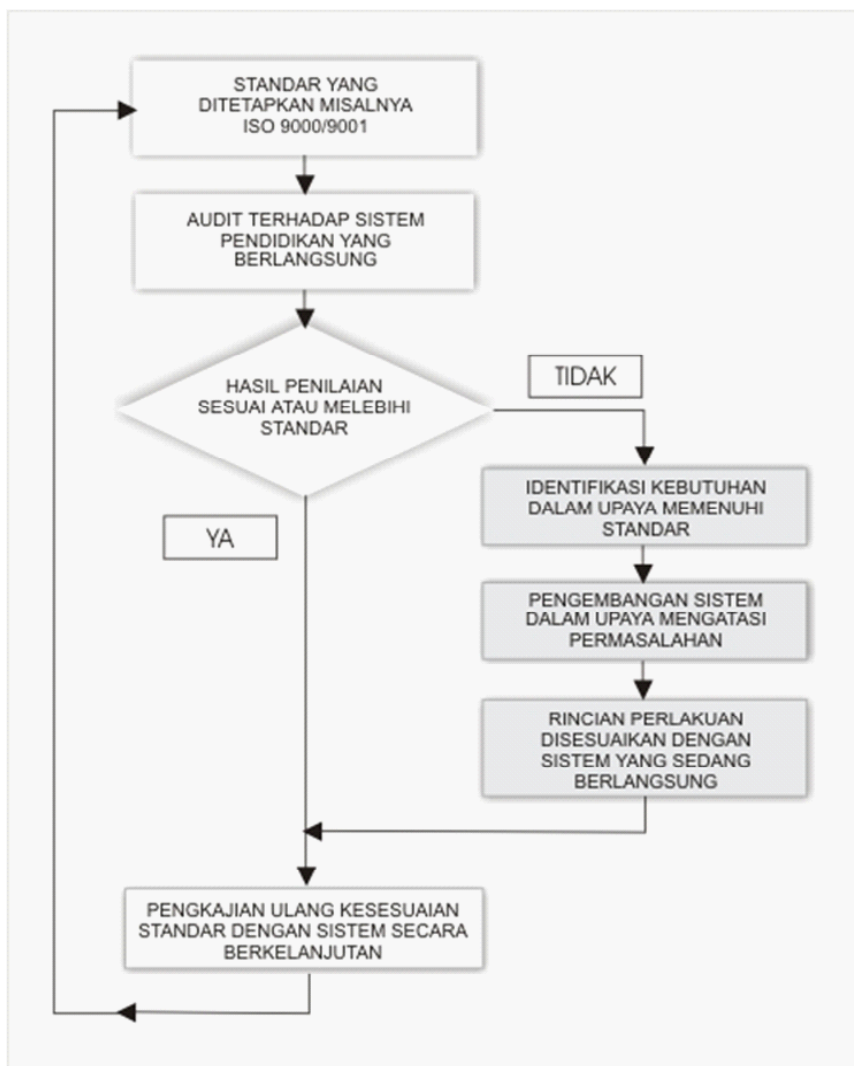 STANDAR YANG
DITETAPKAN MISALNYA
ISO 9000/9001
AUDIT TERHADAP SISTEM
PENDIDIKAN YANG
BERLANGSUNG
HASIL PENILAIAN
SESUAI ATAU MELEBIHI
STANDAR
TIDAK
IDENTIFIKASI KEBUTUHAN
DALAM UPAYA MEMENUHI
STANDAR
YA
PENGEMBANGAN SISTEM
DALAM UPAYA MENGATASI
PERMASALAHAN
RINCIAN PERLAKUAN
DISESUAIKAN DENGAN
SISTEM YANG SEDANG
BERLANGSUNG
PENGKAJIAN ULANG KESESUAIAN
STANDAR DENGAN SISTEM SECARA
BERKELANJUTAN